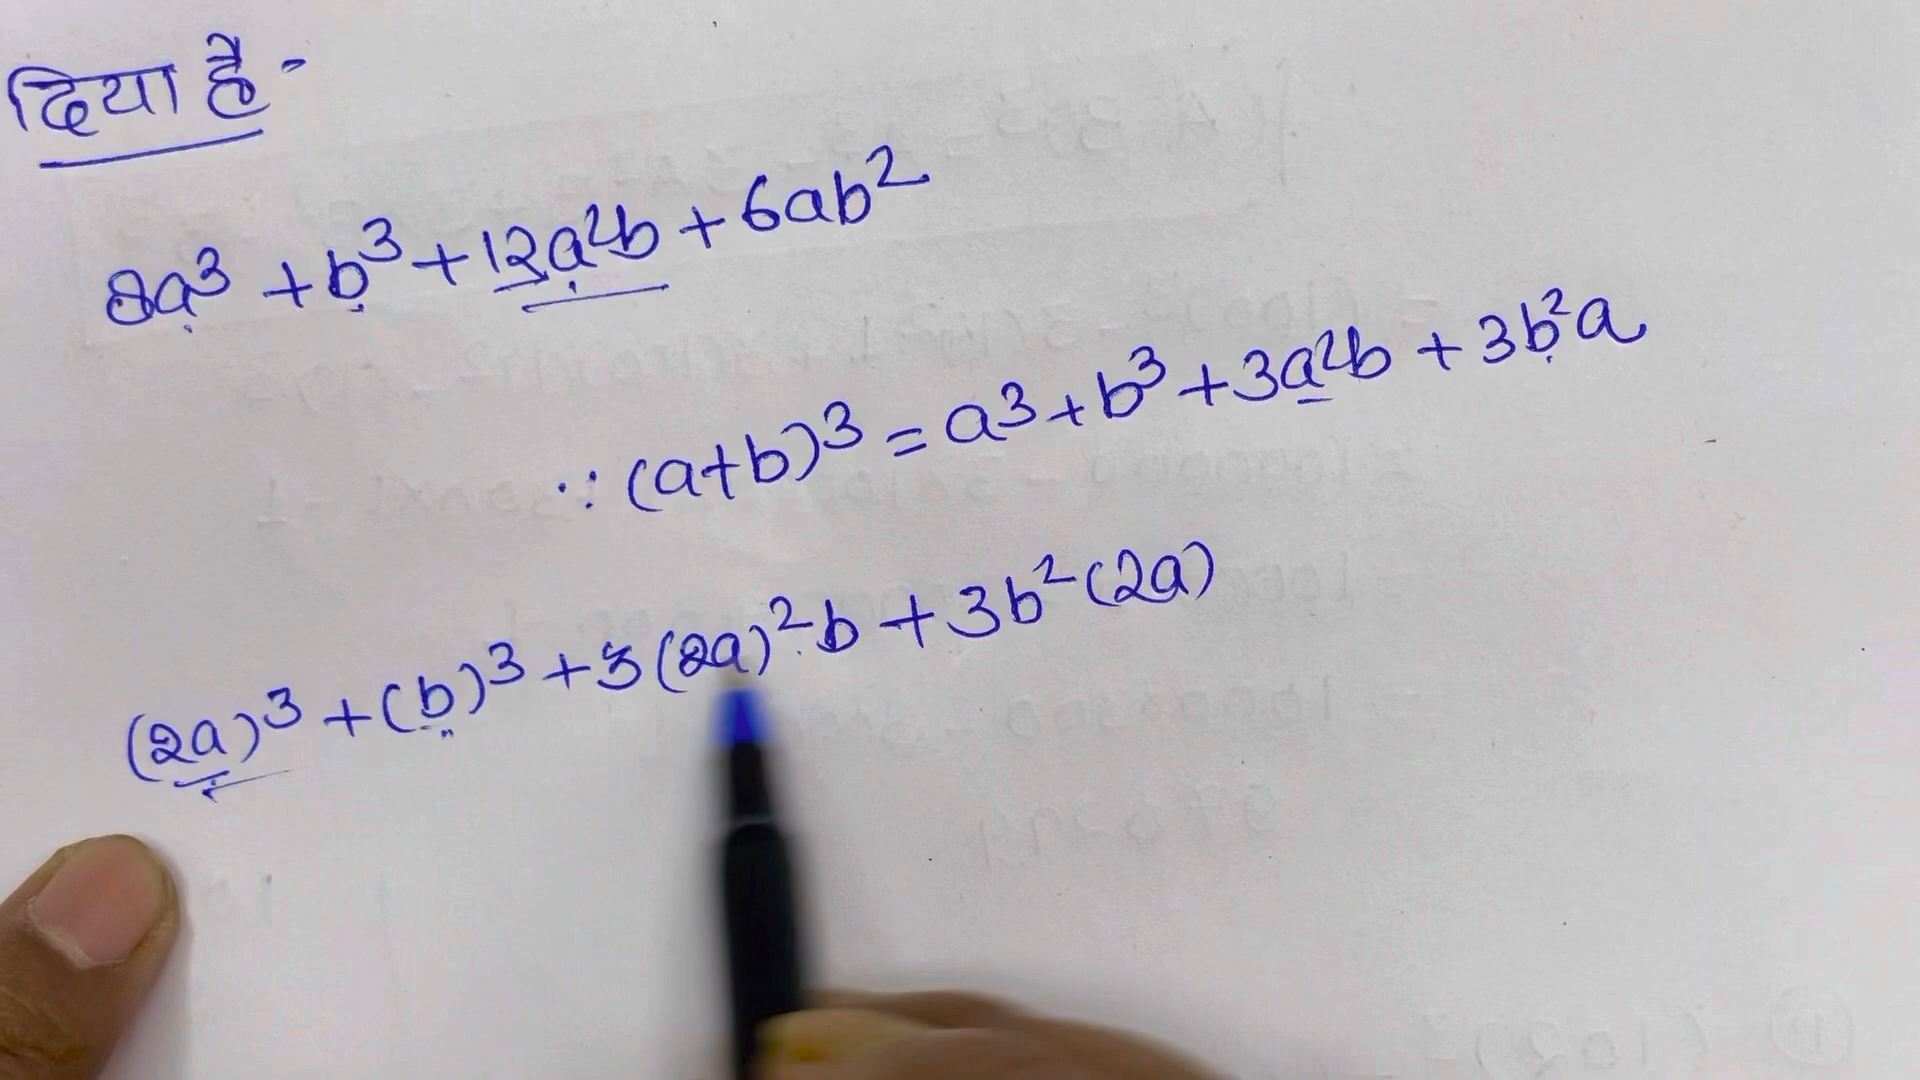 दिया है -
8a³ + b³ + 12a²b + 6ab²
∵ (a+b)³ = a³ + b³ + 3a²b + 3b²a
(2a)³ + (b)³ + 3(2a)²b + 3b²(2a)